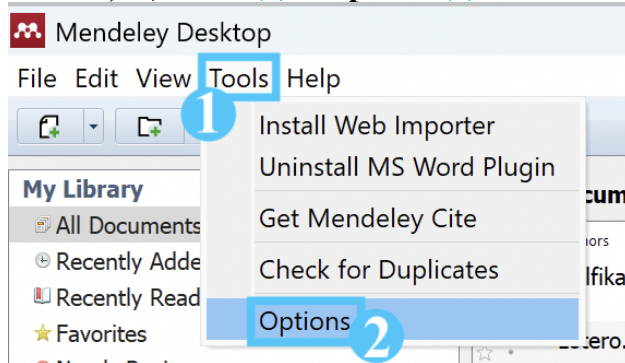 Mendeley Desktop
File Edit View Tools Help
1
Install Web Importer
Uninstall MS Word Plugin
My Library
All Documents
Get Mendeley Cite
Recently Adde
Check for Duplicates
Recently Read
Options
2
Favorites